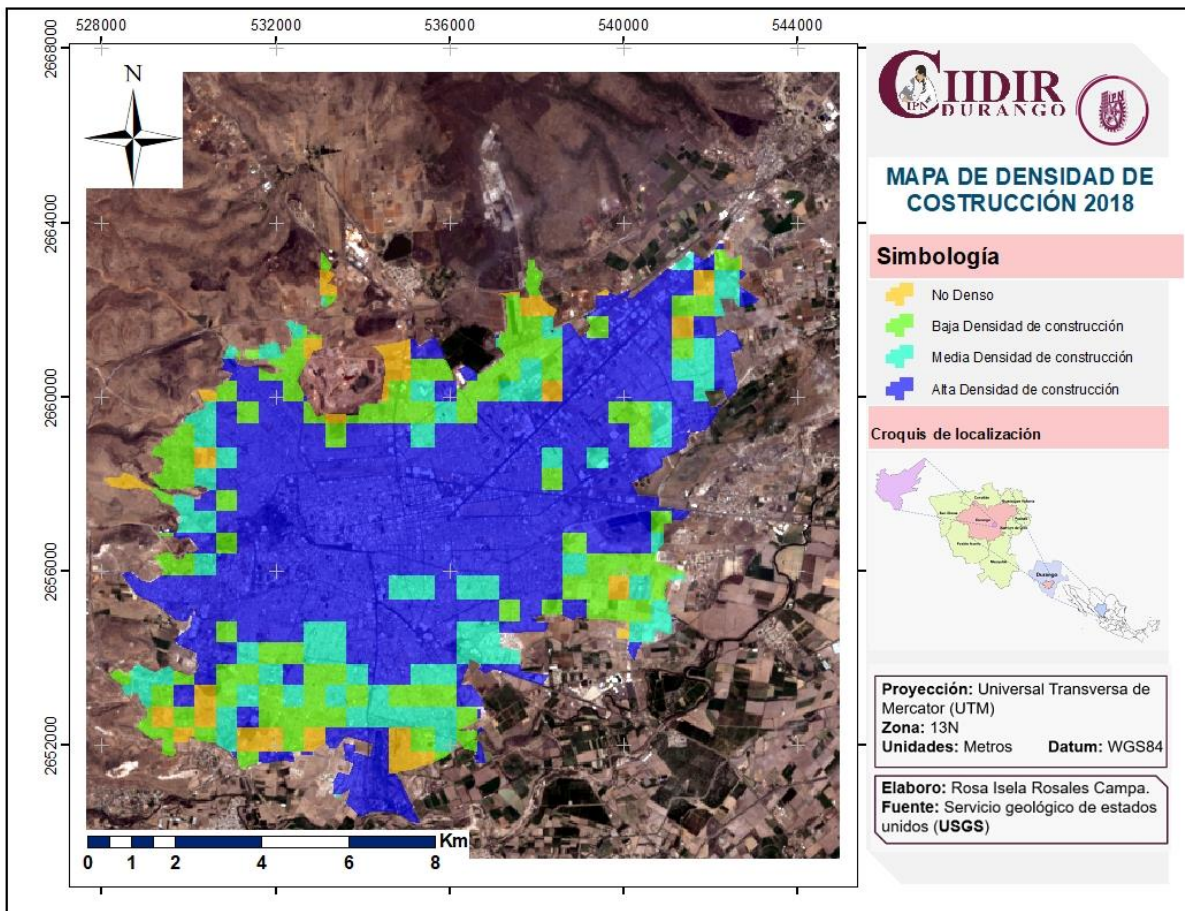 528000 532000 536000 540000 544000
2668000
2664000
2660000
2656000
2652000
N
0 1 2 4 6 8
Km
CIIDIR
IPN
DURANGO
IPN
MAPA DE DENSIDAD DE
COSTRUCCIÓN 2018
Simbología
No Denso
Baja Densidad de construcción
Media Densidad de construcción
Alta Densidad de construcción
Croquis de localización
Durango
Proyección: Universal Transversa de
Mercator (UTM)
Zona: 13N
Unidades: Metros Datum: WGS84
Elaboro: Rosa Isela Rosales Campa.
Fuente: Servicio geológico de estados
unidos (USGS)